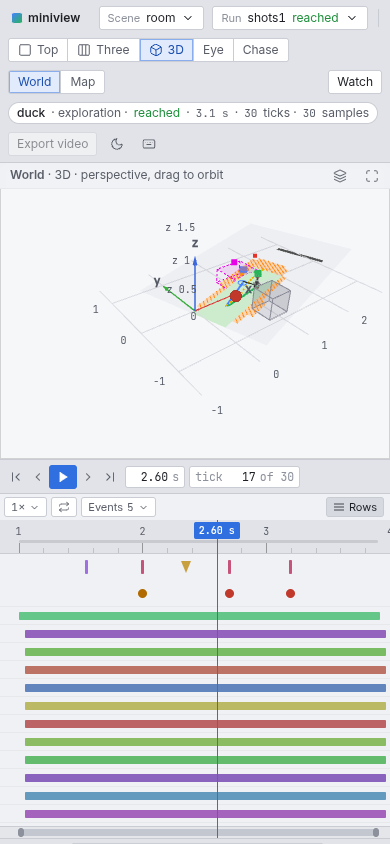 miniview
Scene room
Run shots1 reached
Top
Three
3D
Eye
Chase
World
Map
Watch
duck · exploration · reached · 3.1 s · 30 ticks · 30 samples
Export video
World · 3D · perspective, drag to orbit
z 1.5
z
z 1
y
z 0.5
x
0
1
0
-1
-1
0
1
2
2.60 s
tick 17 of 30
1×
Events 5
Rows
1
2
2.60 s
3
4